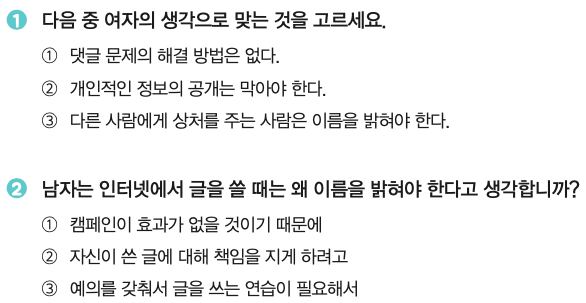 1 다음 중 여자의 생각으로 맞는 것을 고르세요.
① 댓글 문제의 해결 방법은 없다.
② 개인적인 정보의 공개는 막아야 한다.
③ 다른 사람에게 상처를 주는 사람은 이름을 밝혀야 한다.
2 남자는 인터넷에서 글을 쓸 때는 왜 이름을 밝혀야 한다고 생각합니까?
① 캠페인이 효과가 없을 것이기 때문에
② 자신이 쓴 글에 대해 책임을 지게 하려고
③ 예의를 갖춰서 글을 쓰는 연습이 필요해서